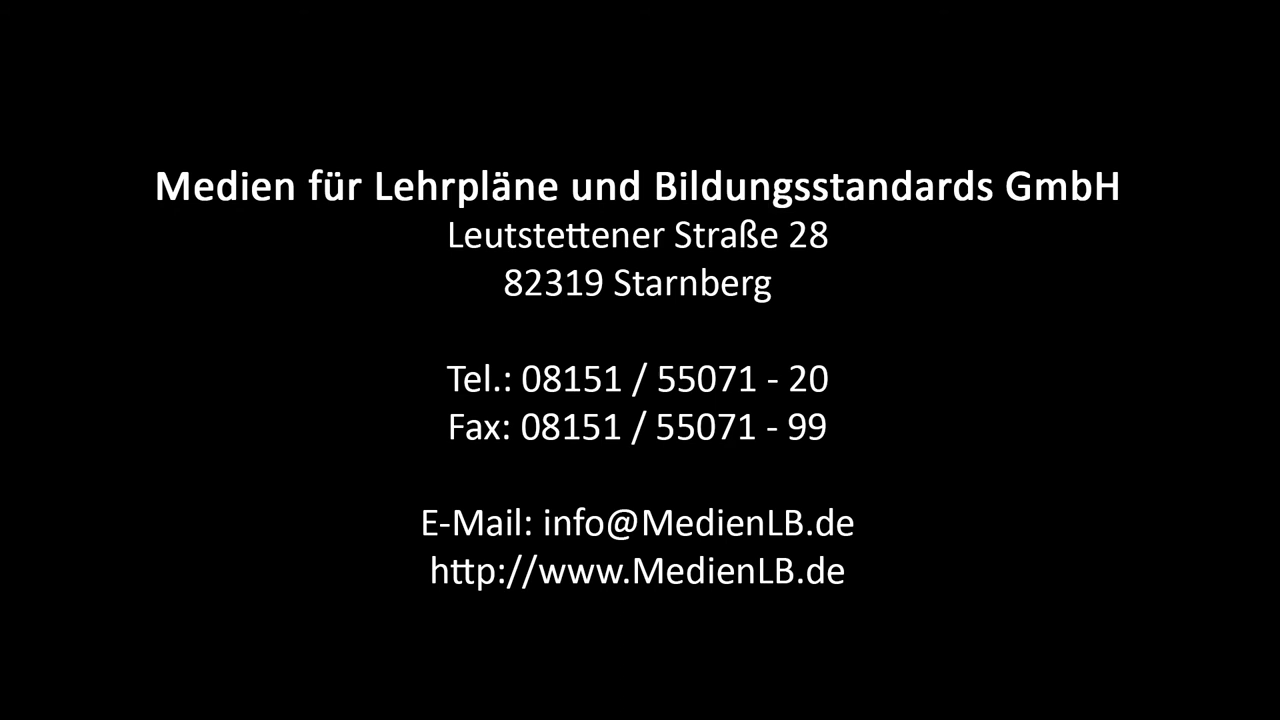 Medien für Lehrpläne und Bildungsstandards GmbH
Leutstettener Straße 28
82319 Starnberg
Tel.: 08151 / 55071 - 20
Fax: 08151 / 55071 - 99
E-Mail: info@MedienLB.de
http://www.MedienLB.de